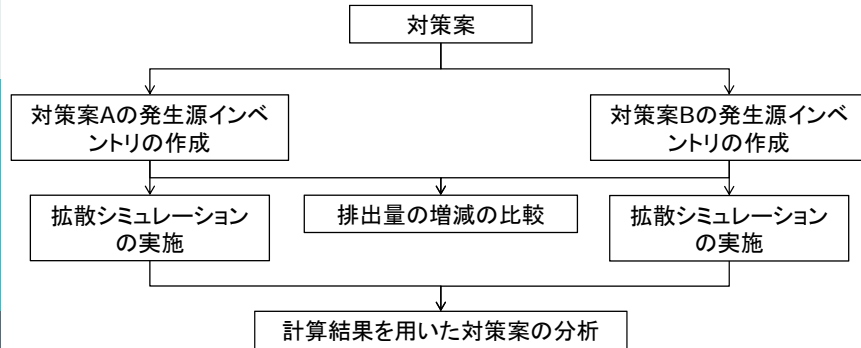 対策案
対策案Aの発生源インベ
ントリの作成
対策案Bの発生源インベ
ントリの作成
拡散シミュレーション
の実施
排出量の増減の比較
拡散シミュレーション
の実施
計算結果を用いた対策案の分析